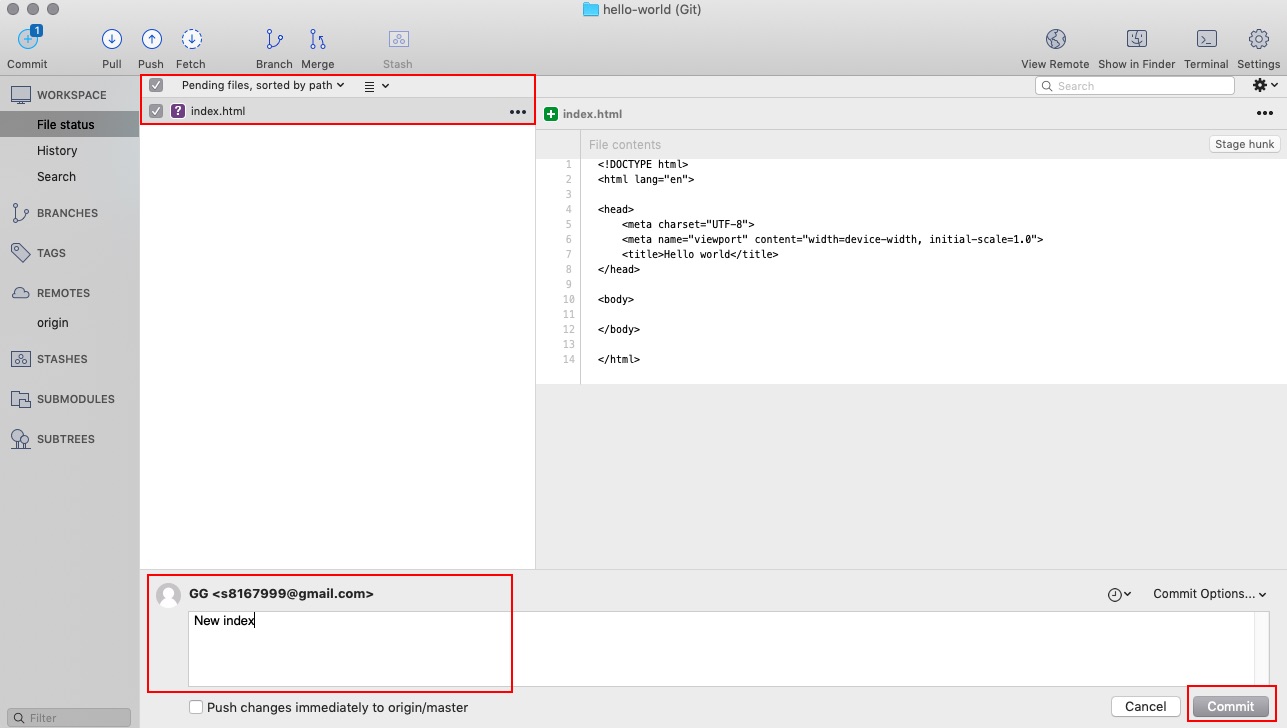 hello-world (Git)
1
Commit Pull Push Fetch Branch Merge Stash View Remote Show in Finder Terminal Settings
WORKSPACE
File status
History
Search
BRANCHES
TAGS
REMOTES
origin
STASHES
SUBMODULES
SUBTREES
Filter
Pending files, sorted by path
? index.html
Search
index.html
File contents
Stage hunk
1 <!DOCTYPE html>
2 <html lang="en">
3
4 <head>
5 <meta charset="UTF-8">
6 <meta name="viewport" content="width=device-width, initial-scale=1.0">
7 <title>Hello world</title>
8 </head>
9
10 <body>
11
12 </body>
13
14 </html>
GG <s8167999@gmail.com>
Commit Options...
New index
Push changes immediately to origin/master
Cancel
Commit